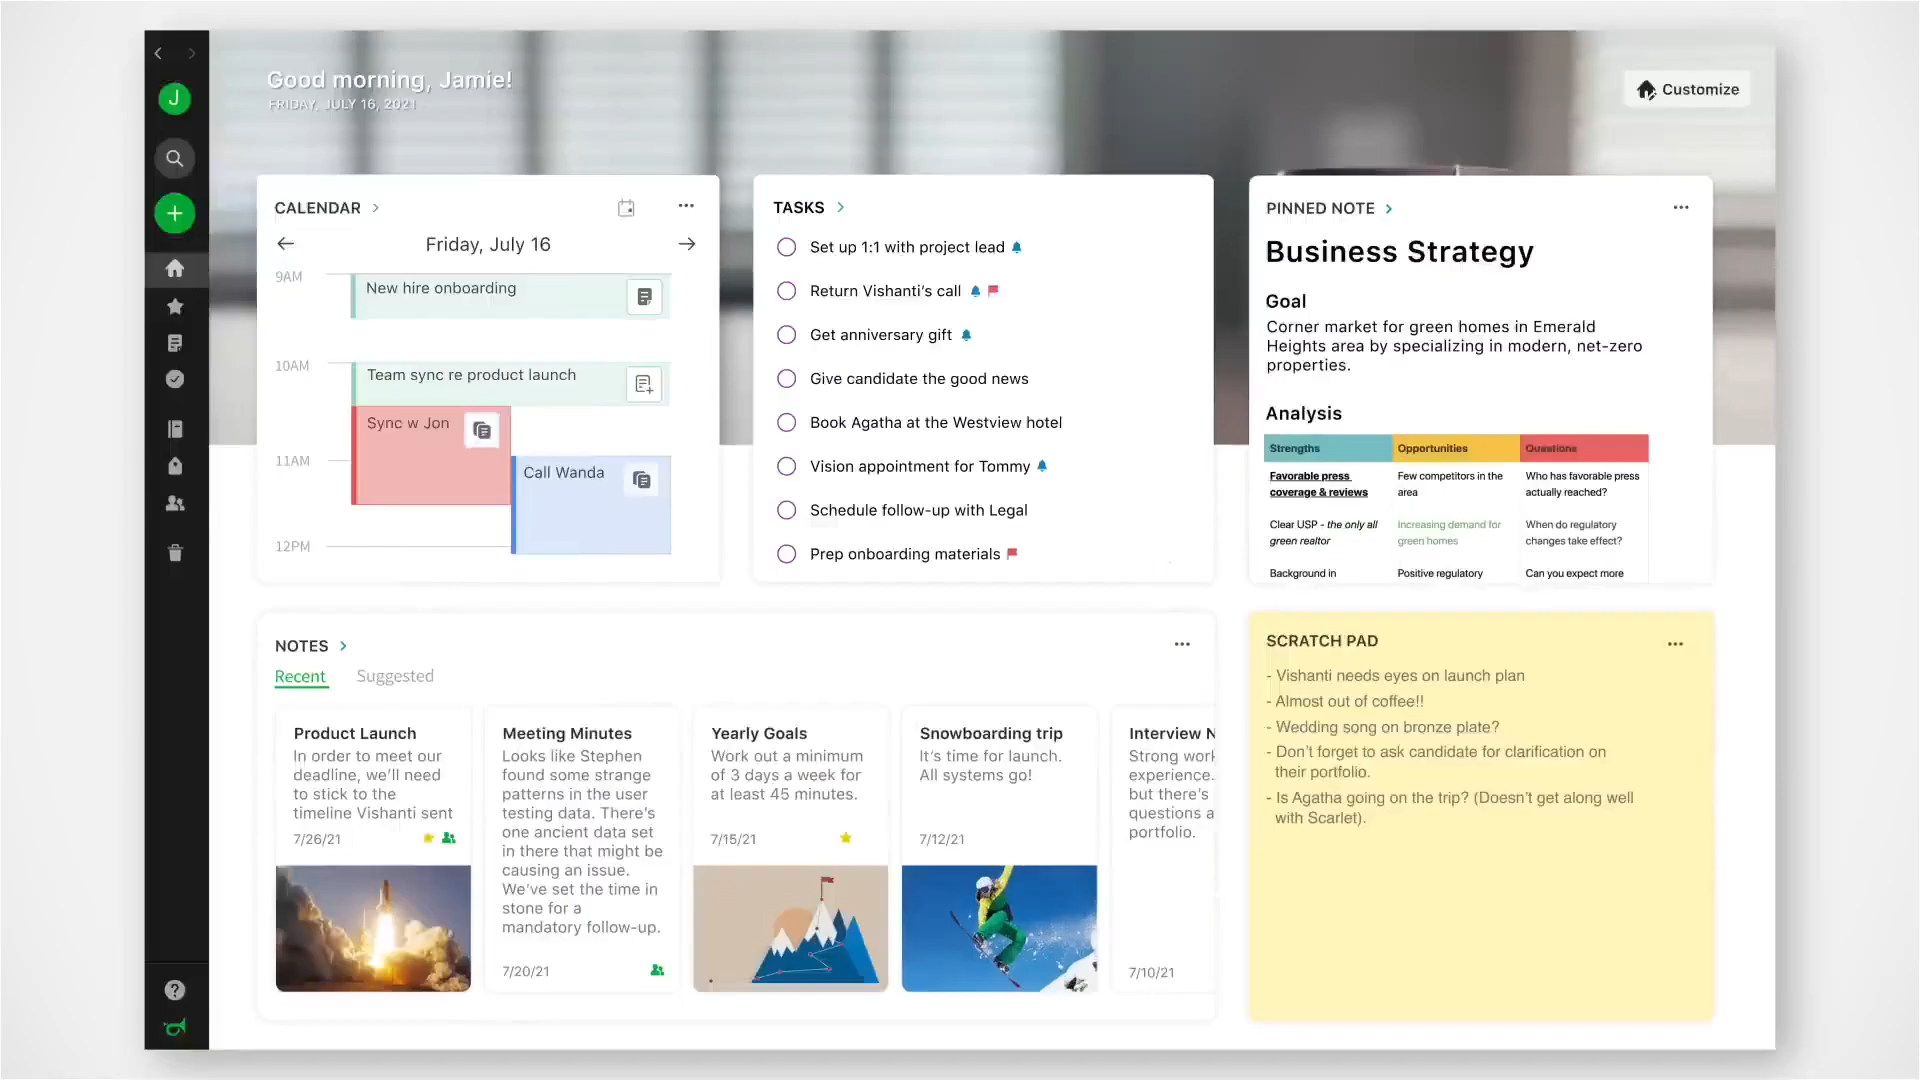 Good morning, Jamie!
FRIDAY, JULY 16, 2021
J
Customize
CALENDAR
Friday, July 16
9AM
New hire onboarding
10AM
Team sync re product launch
Sync w Jon
11AM
Call Wanda
12PM
TASKS
Set up 1:1 with project lead
Return Vishanti's call
Get anniversary gift
Give candidate the good news
Book Agatha at the Westview hotel
Vision appointment for Tommy
Schedule follow-up with Legal
Prep onboarding materials
PINNED NOTE
Business Strategy
Goal
Corner market for green homes in Emerald
Heights area by specializing in modern, net-zero
properties.
Analysis
Strengths Opportunities Questions
Favorable press Few competitors in the Who has favorable press
coverage & reviews area actually reached?
Clear USP - the only all Increasing demand for When do regulatory
green realtor green homes changes take effect?
Background in Positive regulatory Can you expect more
NOTES
Recent Suggested
Product Launch
In order to meet our
deadline, we'll need
to stick to the
timeline Vishanti sent
7/26/21
Meeting Minutes
Looks like Stephen
found some strange
patterns in the user
testing data. There's
one ancient data set
in there that might be
causing an issue.
We've set the time in
stone for a
mandatory follow-up.
7/20/21
Yearly Goals
Work out a minimum
of 3 days a week for
at least 45 minutes.
7/15/21
Snowboarding trip
It's time for launch.
All systems go!
7/12/21
Interview N
Strong work
experience.
but there's
questions a
portfolio.
7/10/21
SCRATCH PAD
- Vishanti needs eyes on launch plan
- Almost out of coffee!!
- Wedding song on bronze plate?
- Don't forget to ask candidate for clarification on
their portfolio.
- Is Agatha going on the trip? (Doesn't get along well
with Scarlet).